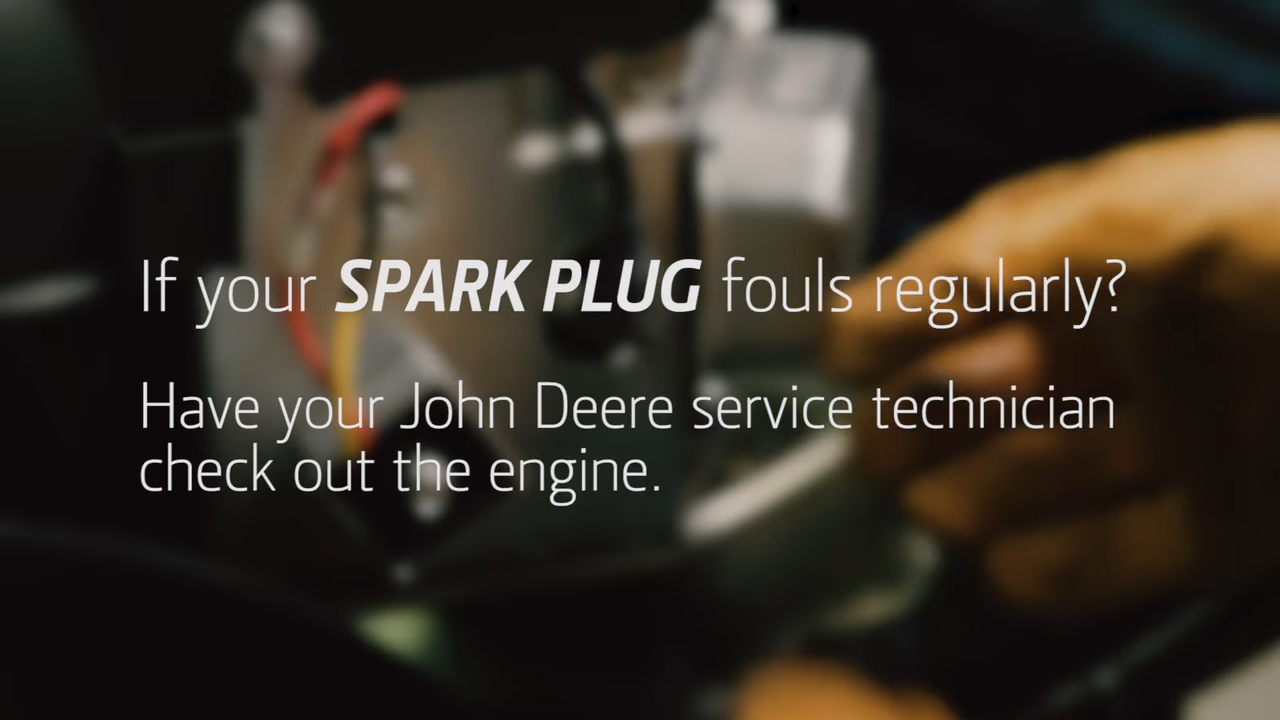 If your SPARK PLUG fouls regularly?
Have your John Deere service technician
check out the engine.